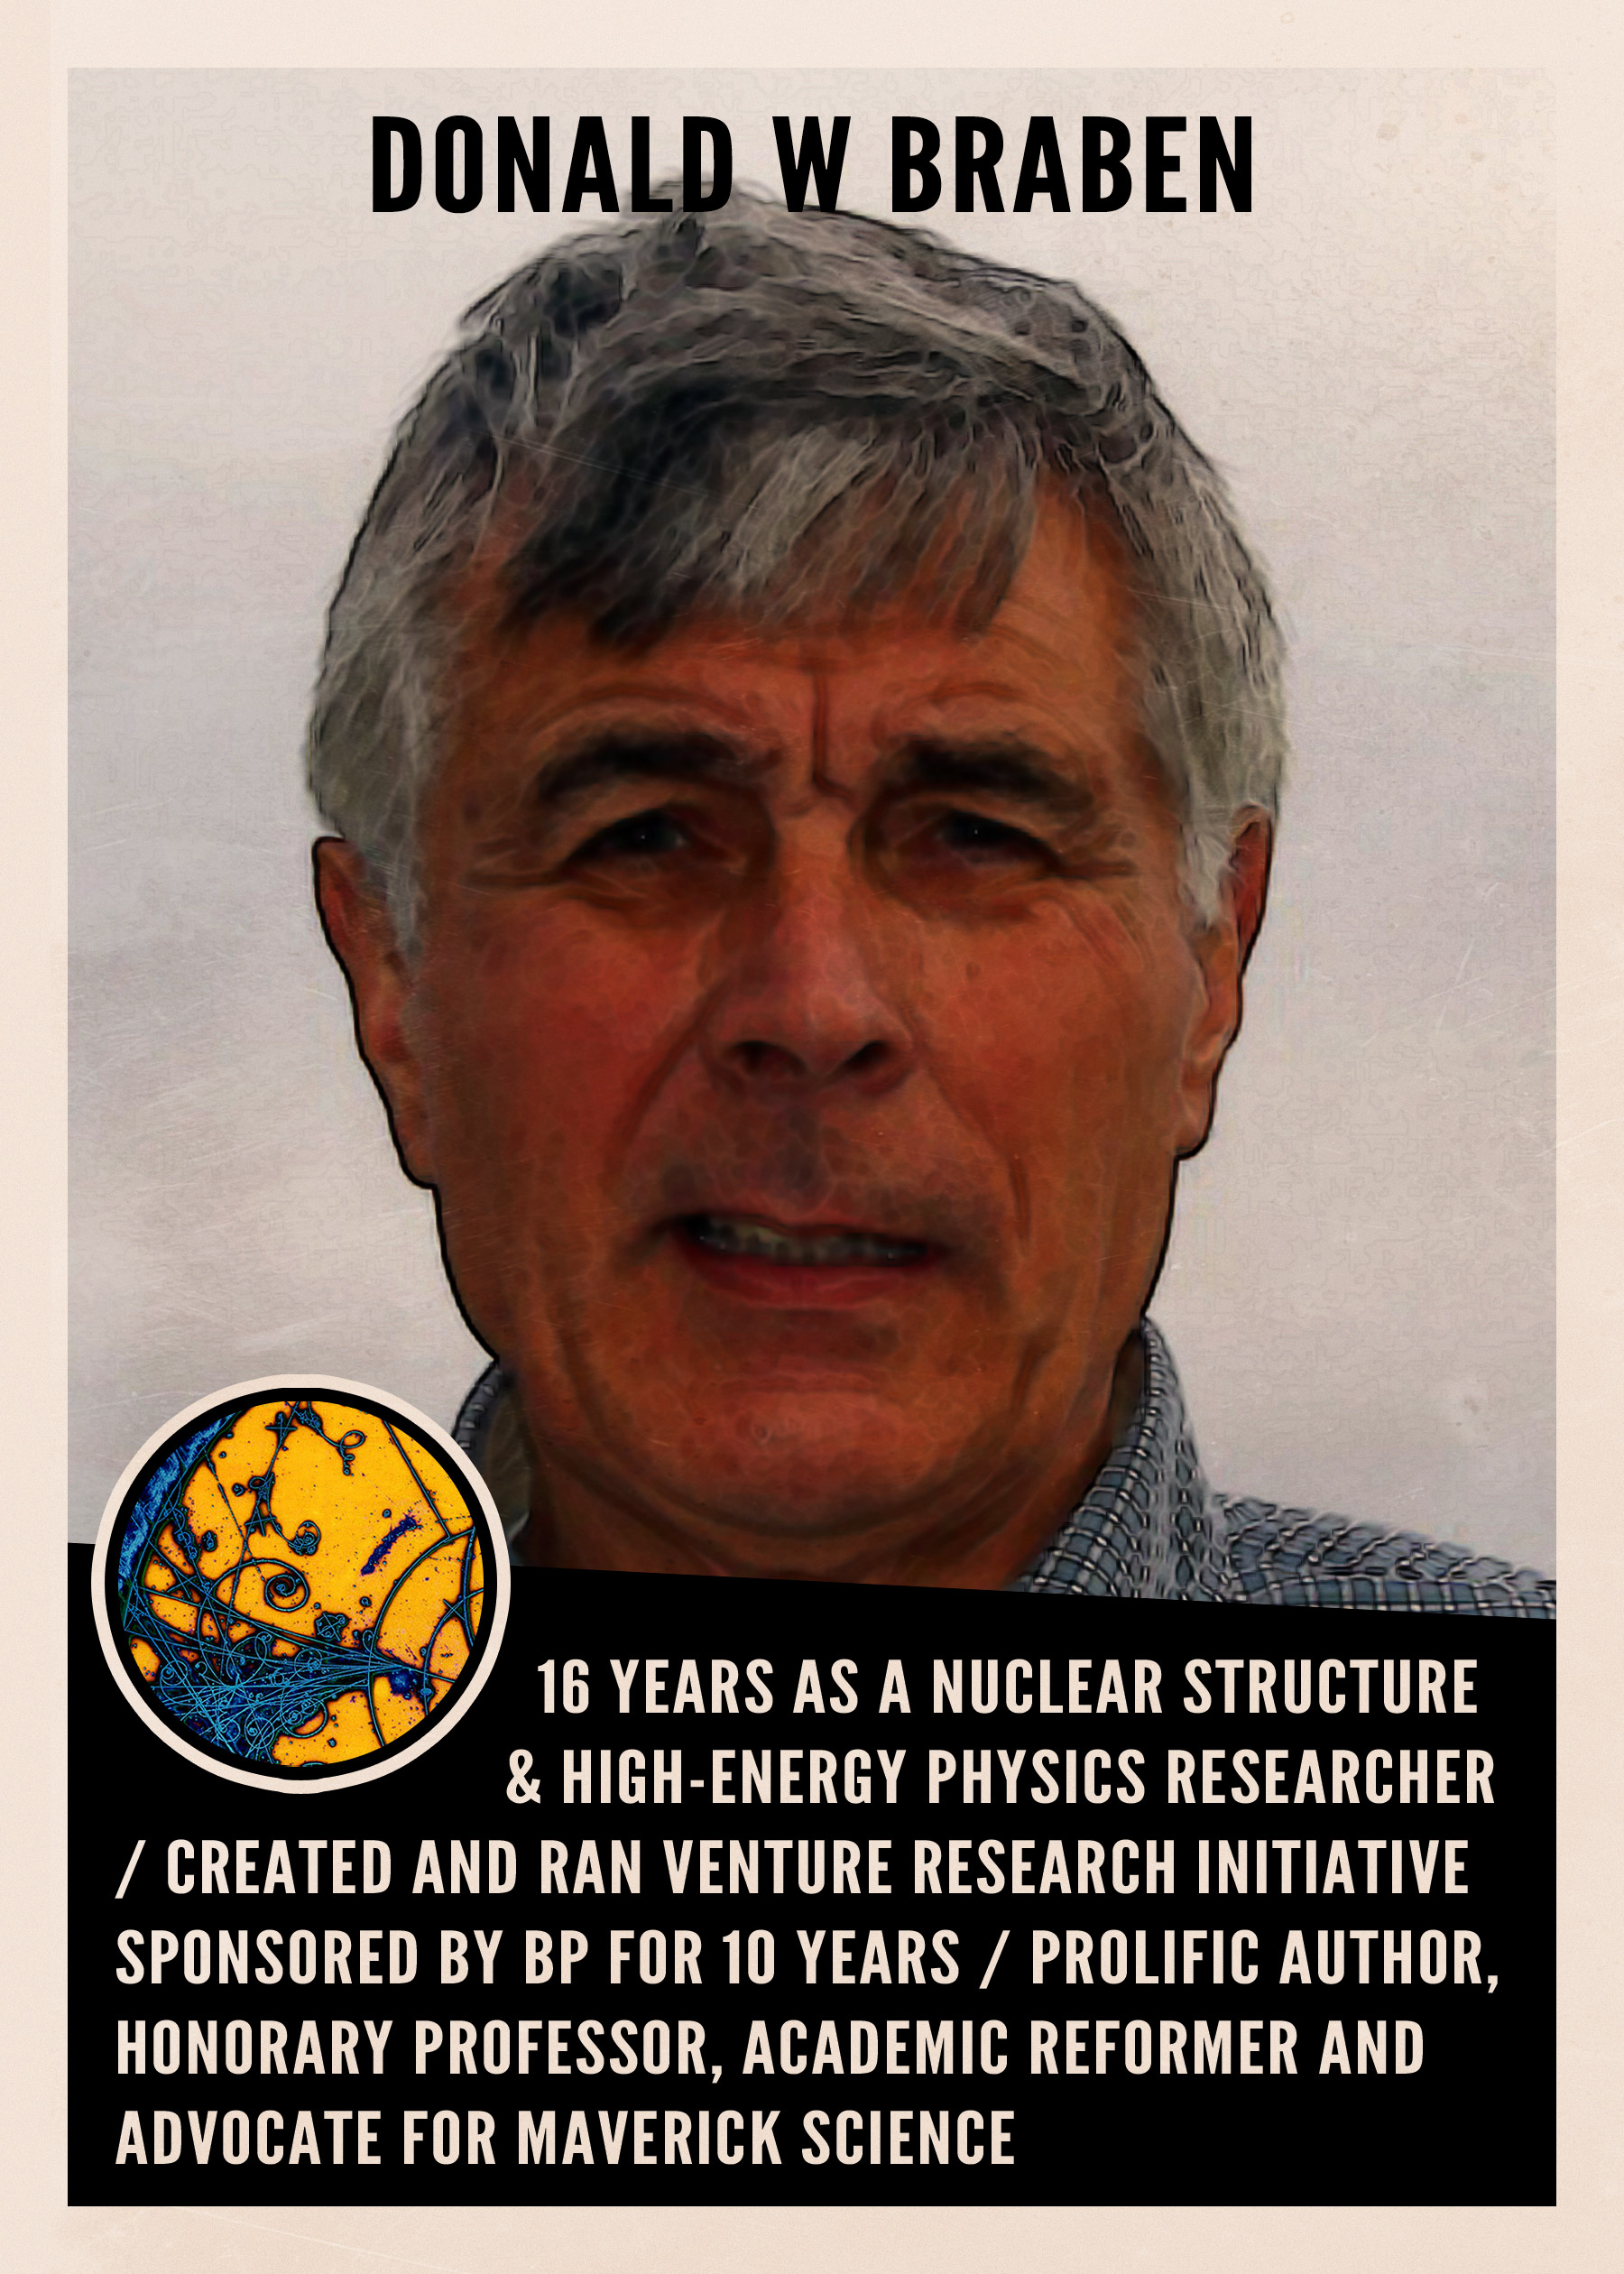 DONALD W BRABEN
16 YEARS AS A NUCLEAR STRUCTURE
& HIGH-ENERGY PHYSICS RESEARCHER
/ CREATED AND RAN VENTURE RESEARCH INITIATIVE
SPONSORED BY BP FOR 10 YEARS / PROLIFIC AUTHOR,
HONORARY PROFESSOR, ACADEMIC REFORMER AND
ADVOCATE FOR MAVERICK SCIENCE